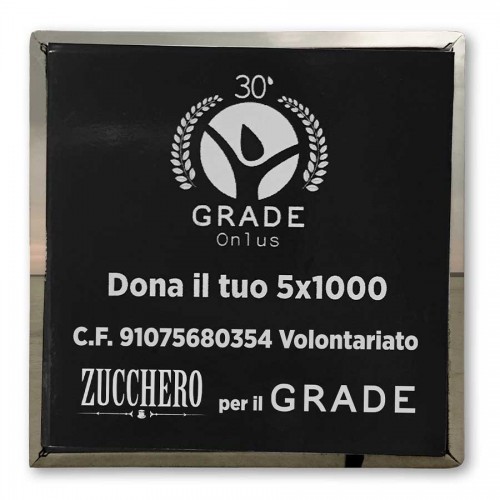 30'
GRADE
Onlus
Dona il tuo 5x1000
C.F. 91075680354 Volontariato
ZUCCHERO per il GRADE